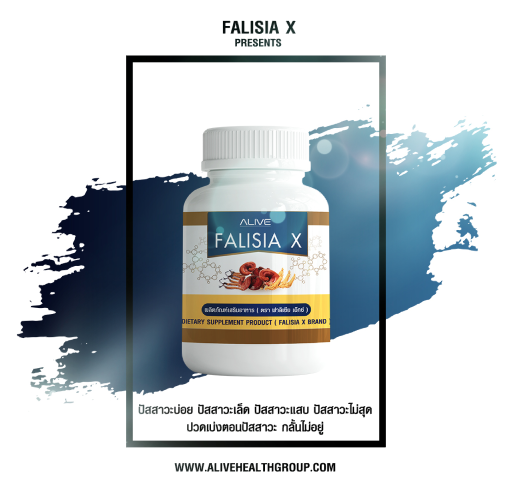 FALISIA X
PRESENTS
ALIVE
FALISIA X
ผลิตภัณฑ์เสริมอาหาร ( ตรา ฟาลิเซีย เอ็กซ์ )
DIETARY SUPPLEMENT PRODUCT ( FALISIA X BRAND )
ปัสสาวะบ่อย ปัสสาวะเล็ด ปัสสาวะแสบ ปัสสาวะไม่สุด
ปวดเบ่งตอนปัสสาวะ กลั้นไม่อยู่
WWW.ALIVEHEALTHGROUP.COM